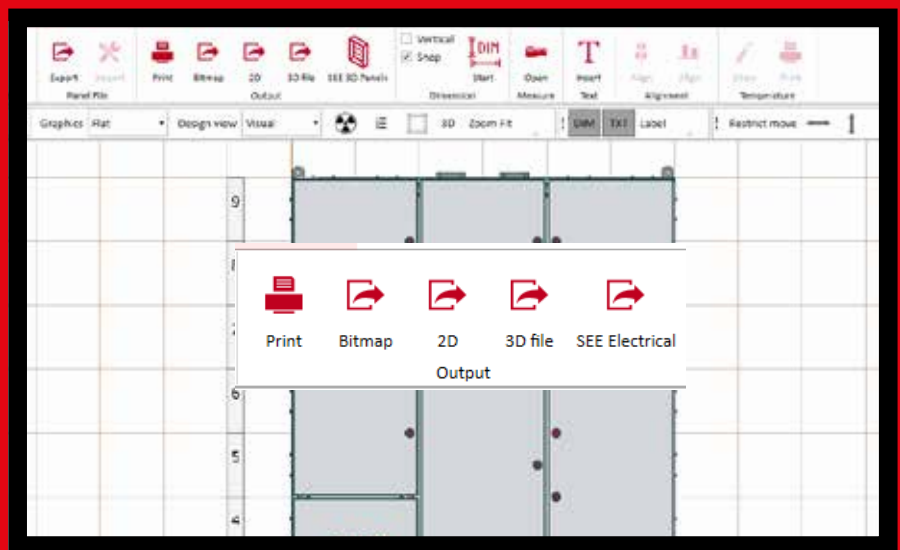 Vertical
Snap
Export
Print Bitmap 2D 3D file SEE 3D Panels
Start Open Insert
Panel File Output Dimension Measure Text Alignment Temperature
Graphics Flat Design view Visual 3D Zoom Fit DIM TXT Label Restrict move
9
Print Bitmap 2D 3D file SEE Electrical
Output
6
5
4